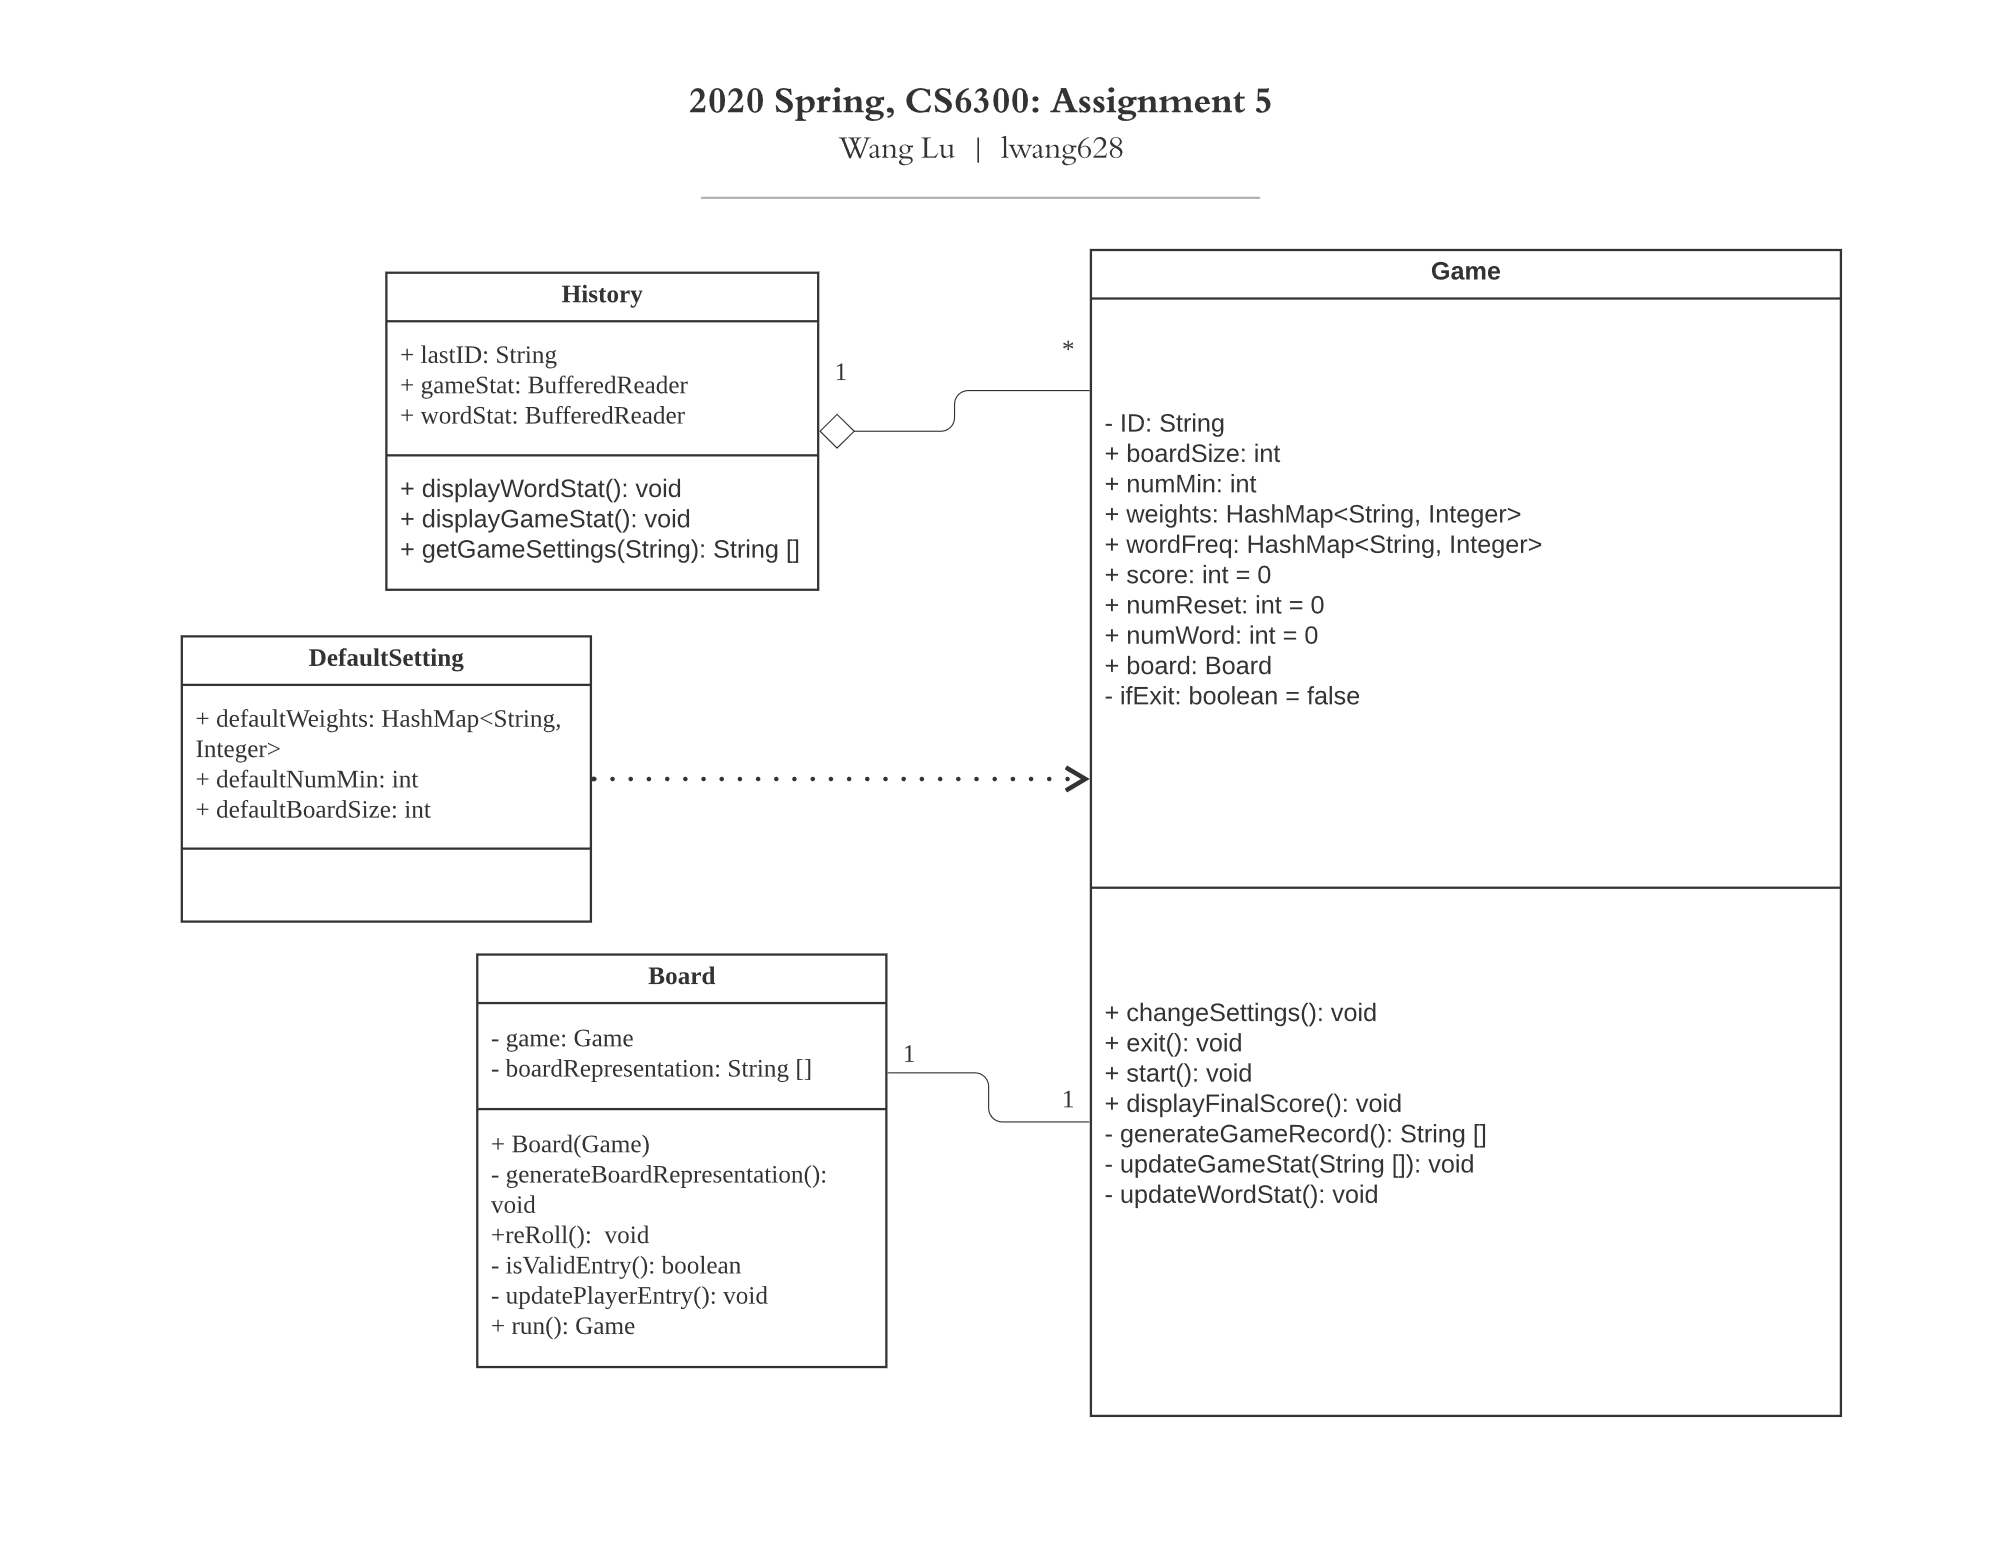 2020 Spring, CS6300: Assignment 5
Wang Lu | lwang628
History
+ lastID: String
+ gameStat: BufferedReader
+ wordStat: BufferedReader
+ displayWordStat(): void
+ displayGameStat(): void
+ getGameSettings(String): String []
1
*
Game
- ID: String
+ boardSize: int
+ numMin: int
+ weights: HashMap<String, Integer>
+ wordFreq: HashMap<String, Integer>
+ score: int = 0
+ numReset: int = 0
+ numWord: int = 0
+ board: Board
- ifExit: boolean = false
+ changeSettings(): void
+ exit(): void
+ start(): void
+ displayFinalScore(): void
- generateGameRecord(): String []
- updateGameStat(String []): void
- updateWordStat(): void
DefaultSetting
+ defaultWeights: HashMap<String,
Integer>
+ defaultNumMin: int
+ defaultBoardSize: int
Board
- game: Game
- boardRepresentation: String []
+ Board(Game)
- generateBoardRepresentation():
void
+reRoll():  void
- isValidEntry(): boolean
- updatePlayerEntry(): void
+ run(): Game
1
1